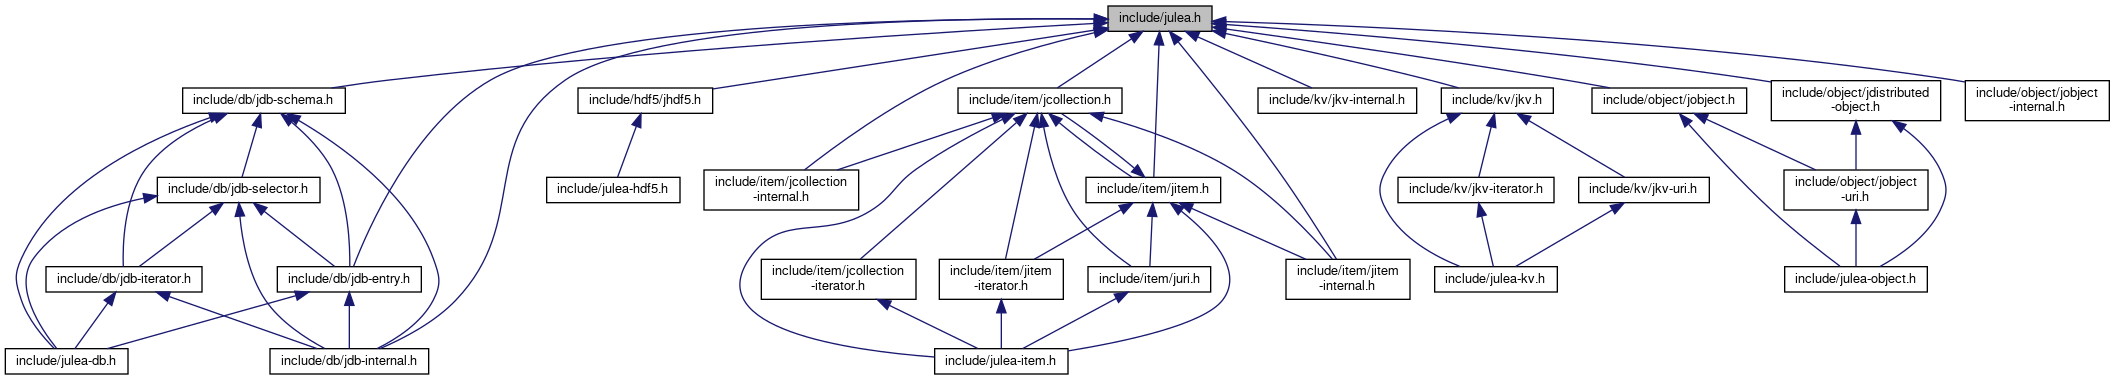 include/julea.h
include/db/jdb-schema.h
include/hdf5/jhdf5.h
include/item/jcollection.h
include/kv/jkv-internal.h
include/kv/jkv.h
include/object/jobject.h
include/object/jdistributed
-object.h
include/object/jobject
-internal.h
include/db/jdb-selector.h
include/julea-hdf5.h
include/item/jcollection
-internal.h
include/item/jitem.h
include/kv/jkv-iterator.h
include/kv/jkv-uri.h
include/object/jobject
-uri.h
include/db/jdb-iterator.h
include/db/jdb-entry.h
include/item/jcollection
-iterator.h
include/item/jitem
-iterator.h
include/item/juri.h
include/item/jitem
-internal.h
include/julea-kv.h
include/julea-object.h
include/julea-db.h
include/db/jdb-internal.h
include/julea-item.h